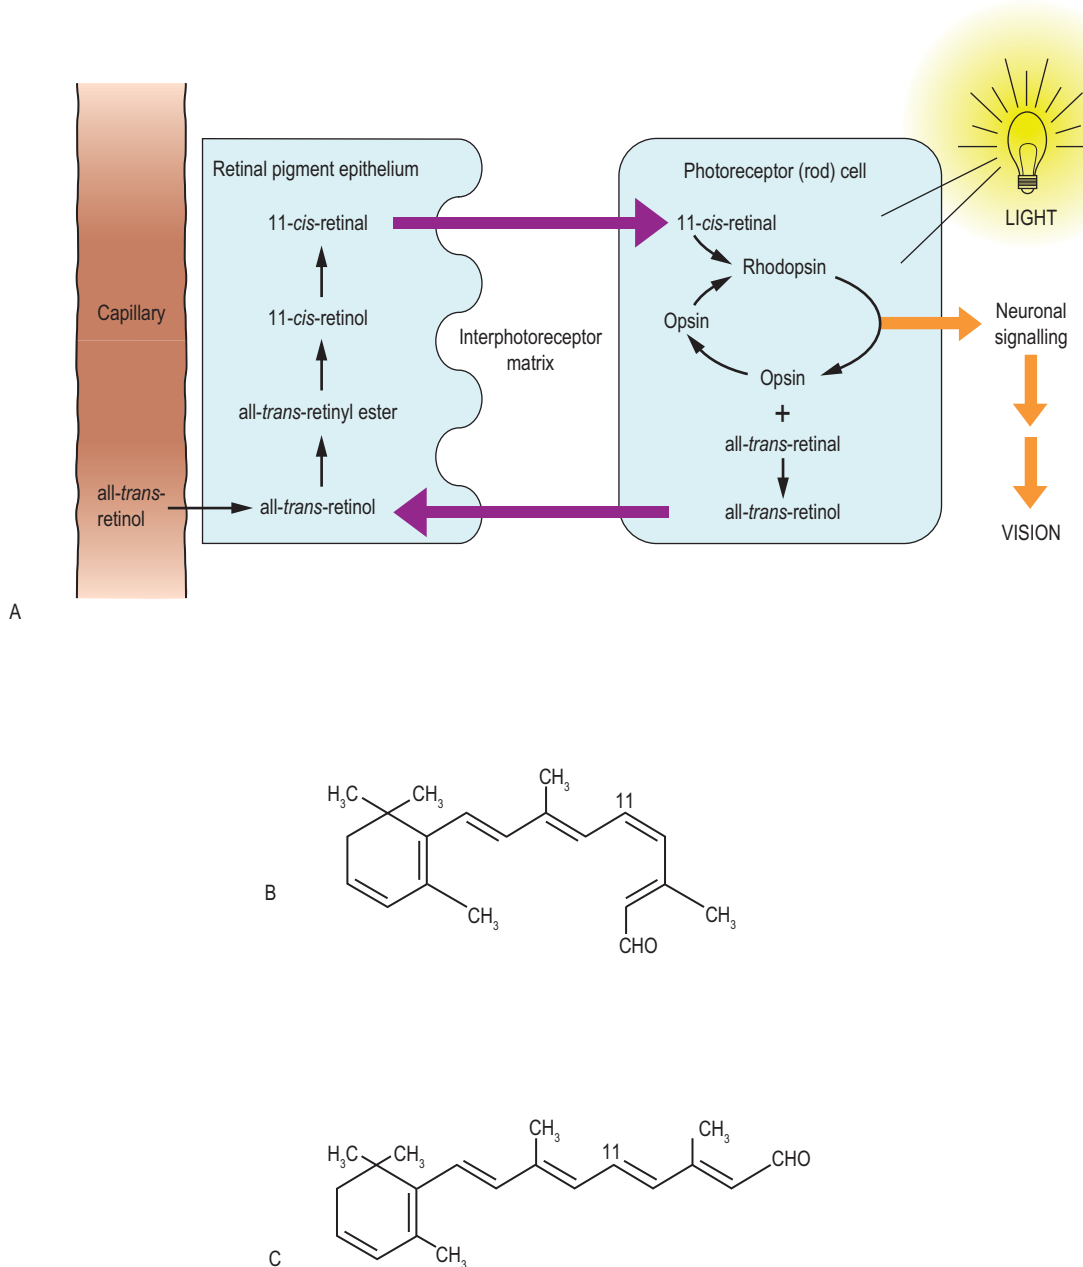 Capillary
all-trans-
retinol
Retinal pigment epithelium
11-cis-retinal
11-cis-retinol
all-trans-retinyl ester
all-trans-retinol
Interphotoreceptor
matrix
Photoreceptor (rod) cell
11-cis-retinal
Rhodopsin
Opsin
Opsin
+
all-trans-retinal
all-trans-retinol
LIGHT
Neuronal
signalling
VISION
A
CH₃
H₃C
CH₃
11
B
CH₃
CH₃
CHO
CH₃
CH₃
H₃C
CH₃
11
CHO
CH₃
C